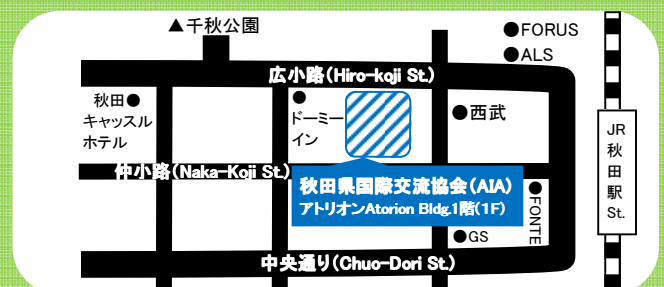 ▲千秋公園
●FORUS
●ALS
広小路(Hiro-koji St.)
秋田●
キャッスル
ホテル
●
ドーミー
イン
●西武
JR
秋
田
駅
St.
仲小路(Naka-Koji St.)
秋田県国際交流協会(AIA)
アトリオンAtorion Bldg.1階(1F)
●FONTE
●GS
中央通り(Chuo-Dori St.)